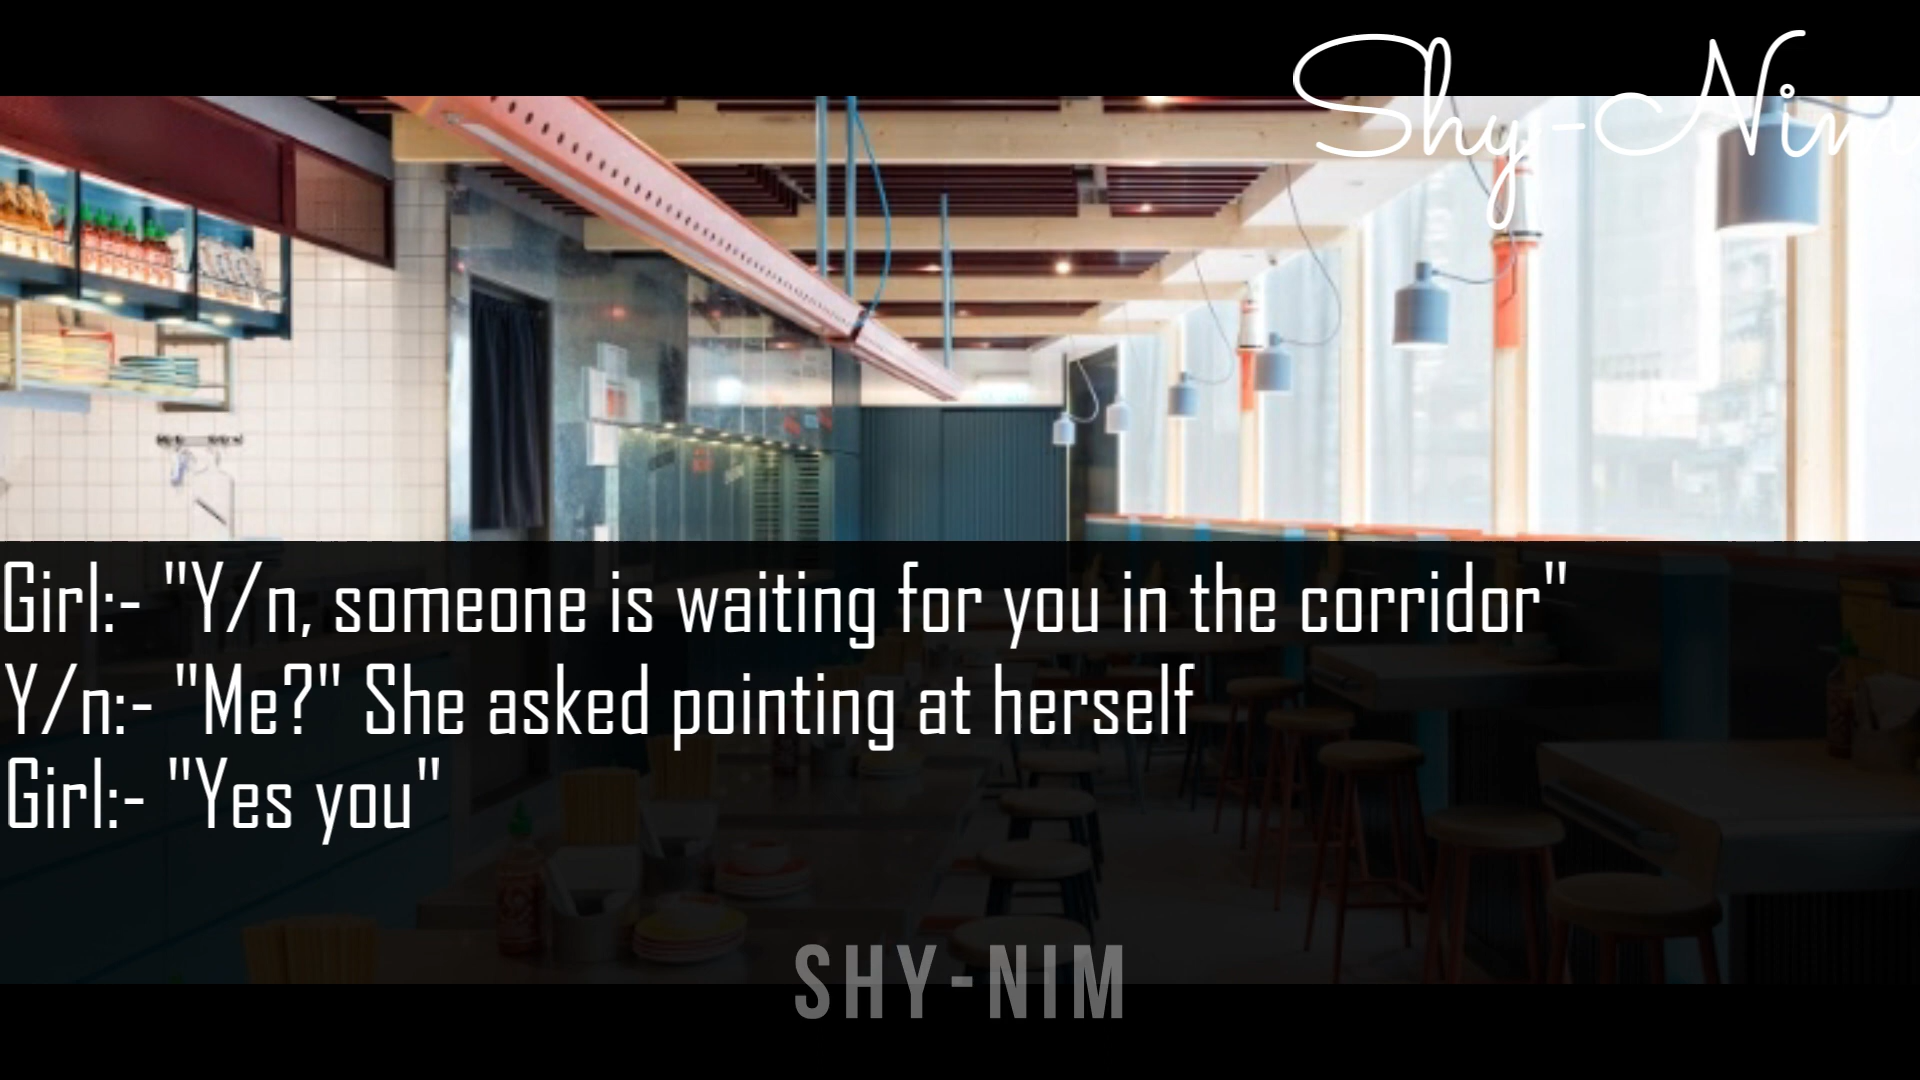 Shy-Nim
Girl:- "Y/n, someone is waiting for you in the corridor"
Y/n:- "Me?" She asked pointing at herself
Girl:- "Yes you"
SHY-NIM